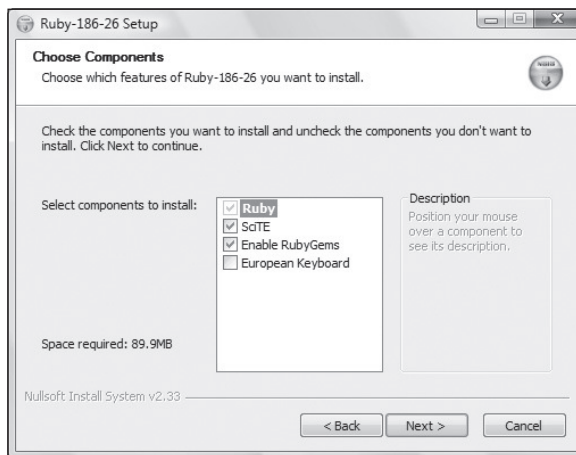 Ruby-186-26 Setup
Choose Components
Choose which features of Ruby-186-26 you want to install.
Check the components you want to install and uncheck the components you don't want to
install. Click Next to continue.
Select components to install:
Ruby
SciTE
Enable RubyGems
European Keyboard
Description
Position your mouse
over a component to
see its description.
Space required: 89.9MB
Nullsoft Install System v2.33
< Back
Next >
Cancel